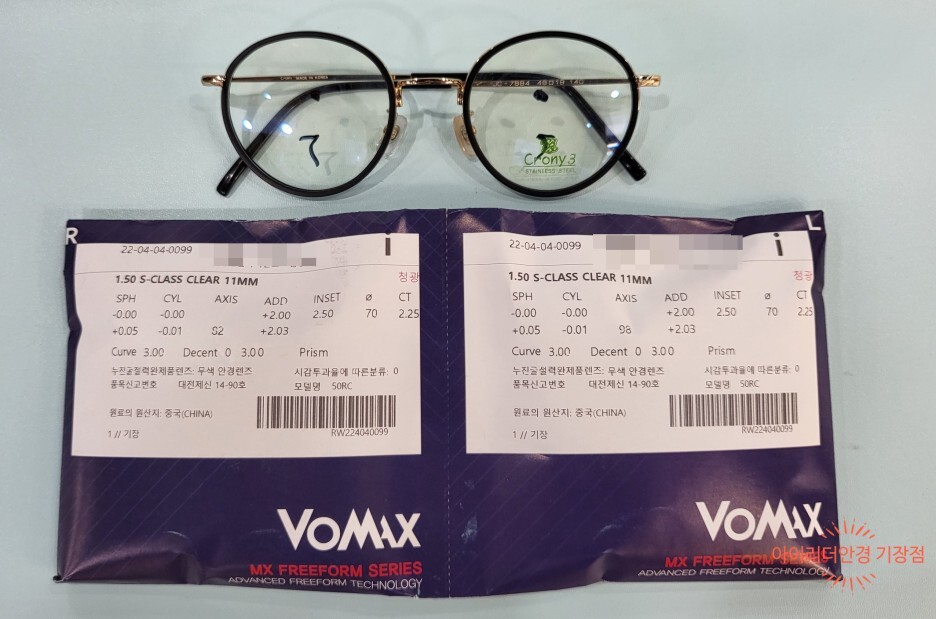 MADE IN KOREA
7984 49 19 140
Crony.3
STAINLESS STEEL
R
22-04-04-0099
i
1.50 S-CLASS CLEAR 11MM
청광
SPH CYL AXIS ADD INSET ø CT
-0.00 -0.00 +2.00 2.50 70 2.25
+0.05 -0.01 82 +2.03
Curve 3.00 Decent 0 3.00 Prism
누진굴절력완제품렌즈: 무색 안경렌즈 시감투과율에 따른분류: 0
품목신고번호 대전제신 14-90호 모델명 50RC
원료의 원산지: 중국(CHINA)
RW224040099
1 // 기장
VOMAX
MX FREEFORM SERIES
ADVANCED FREEFORM TECHNOLOGY
L
22-04-04-0099
i
1.50 S-CLASS CLEAR 11MM
청광
SPH CYL AXIS ADD INSET ø CT
-0.00 -0.00 +2.00 2.50 70 2.25
+0.05 -0.01 98 +2.03
Curve 3.00 Decent 0 3.00 Prism
누진굴절력완제품렌즈: 무색 안경렌즈 시감투과율에 따른분류: 0
품목신고번호 대전제신 14-90호 모델명 50RC
원료의 원산지: 중국(CHINA)
RW224040099
1 // 기장
VOMAX
MX FREEFORM SERIES
ADVANCED FREEFORM TECHNOLOGY
아이리더안경 기장점